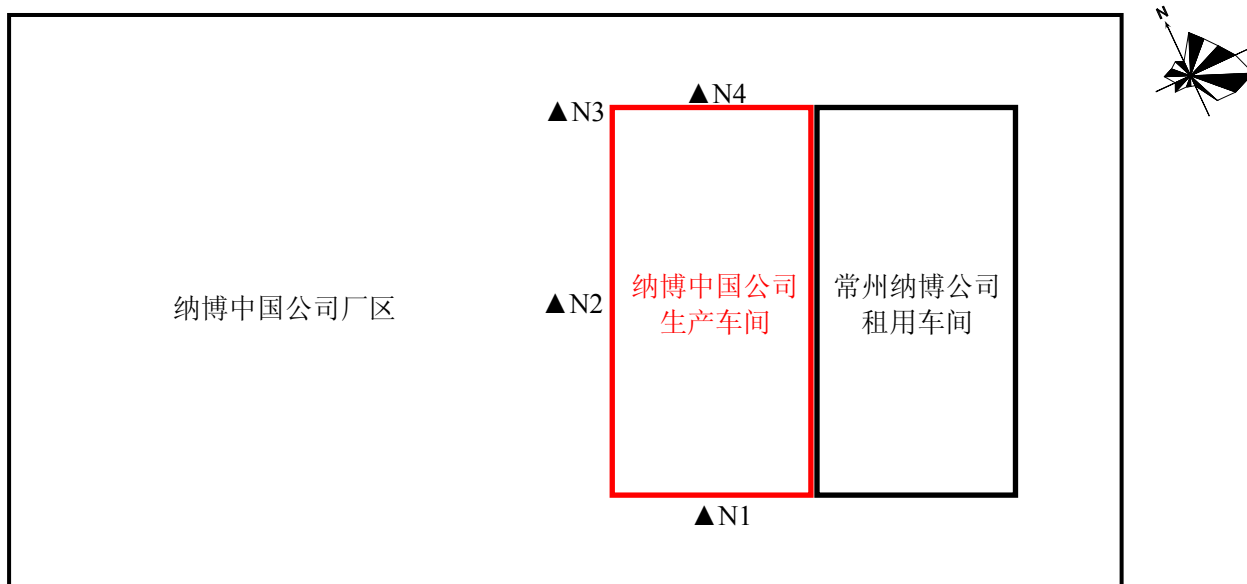 N
▲N4
▲N3
纳博中国公司
生产车间
常州纳博公司
租用车间
▲N2
纳博中国公司厂区
▲N1